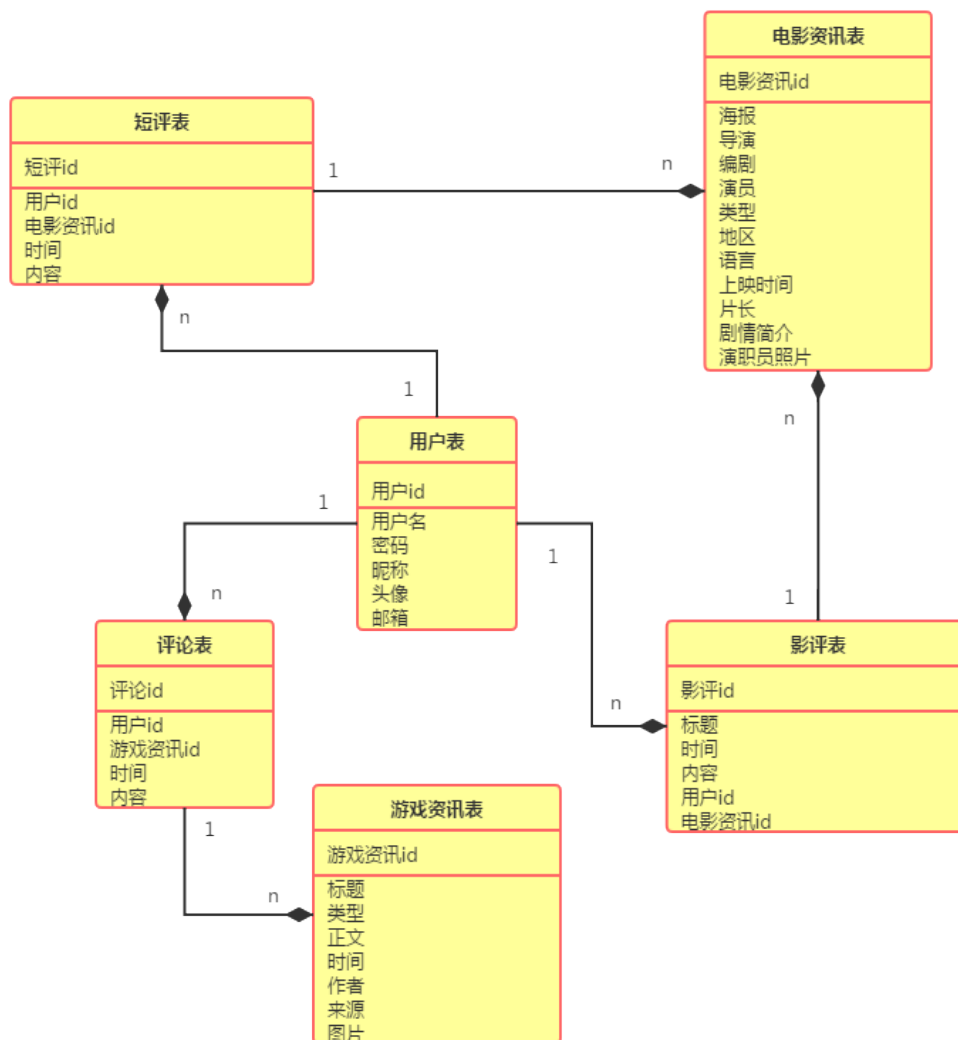 电影资讯表
电影资讯id
海报
导演
编剧
演员
类型
地区
语言
上映时间
片长
剧情简介
演职员照片
短评表
短评id
用户id
电影资讯id
时间
内容
1
n
n
1
n
1
用户表
用户id
用户名
密码
昵称
头像
邮箱
1
n
1
n
评论表
评论id
用户id
游戏资讯id
时间
内容
影评表
影评id
标题
时间
内容
用户id
电影资讯id
1
n
游戏资讯表
游戏资讯id
标题
类型
正文
时间
作者
来源
图片